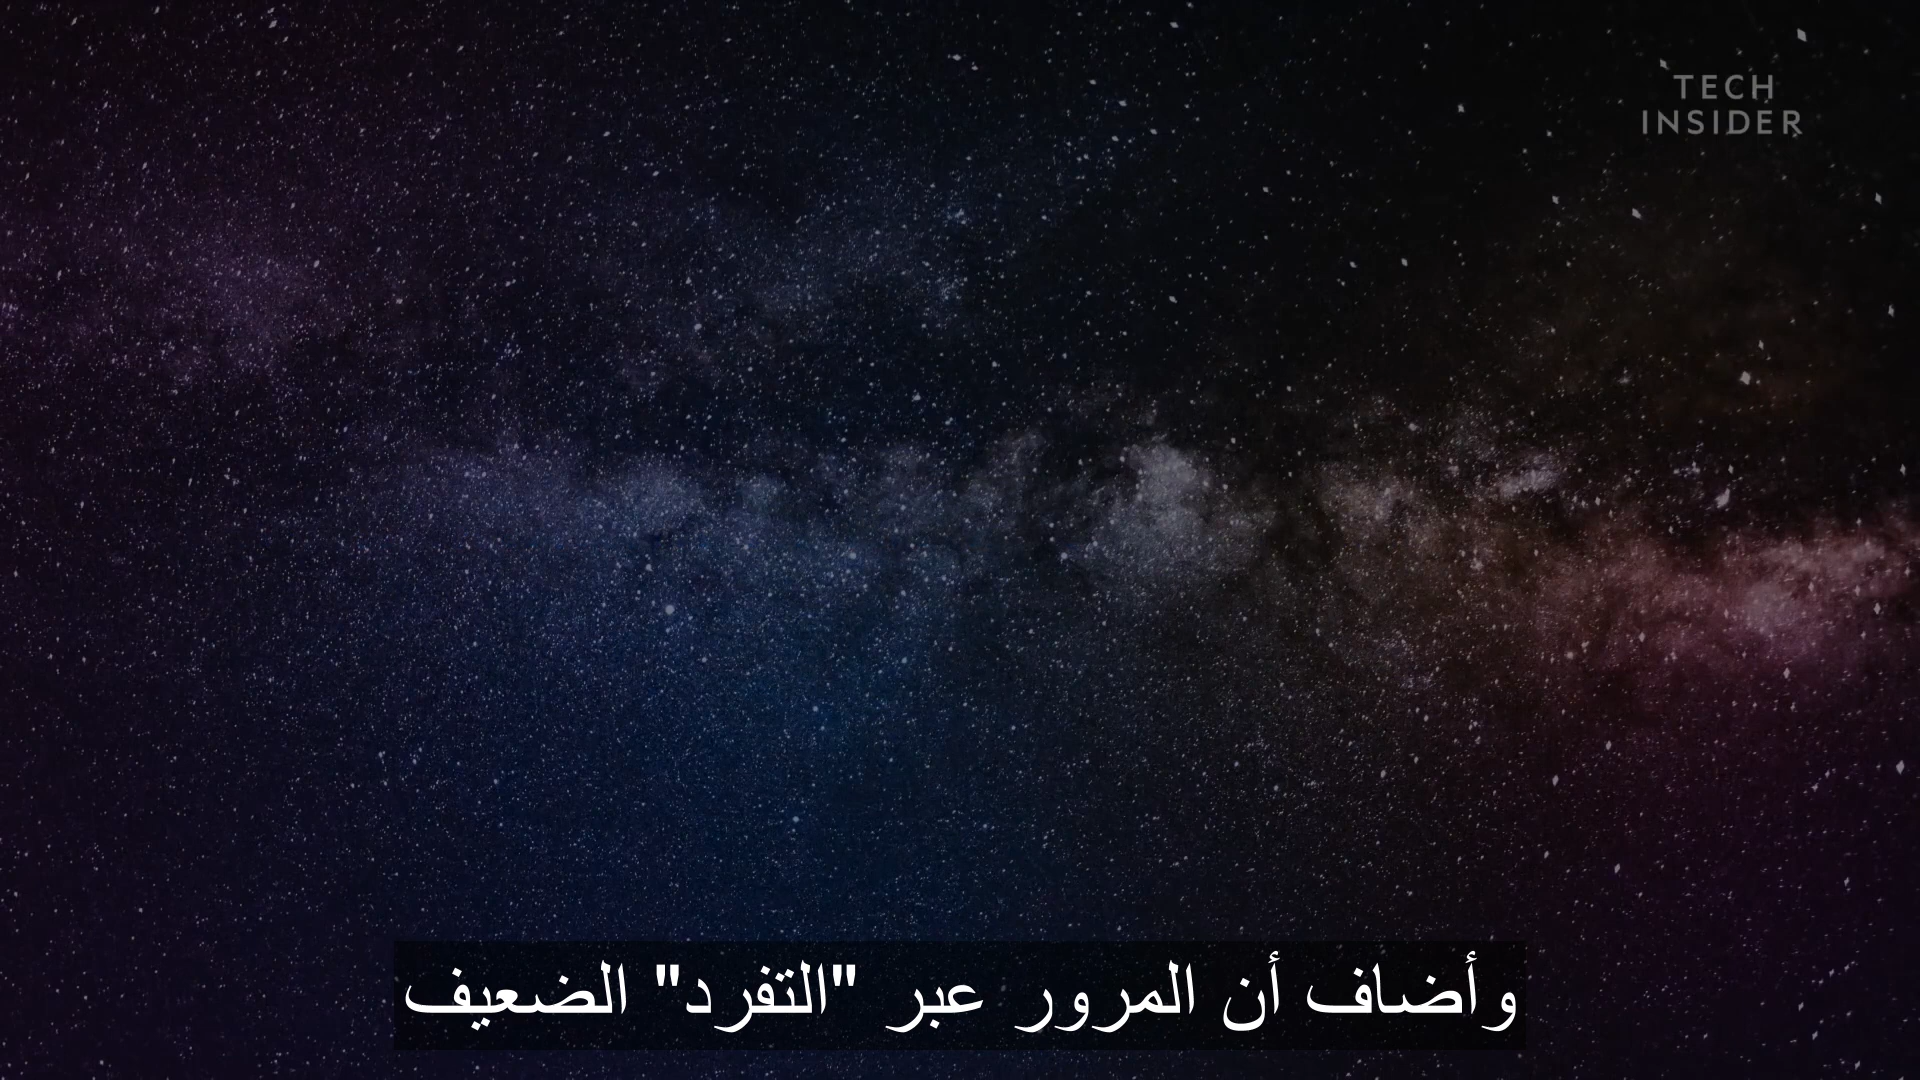 TECH
INSIDER
وأضاف أن المرور عبر "التفرد" الضعيف